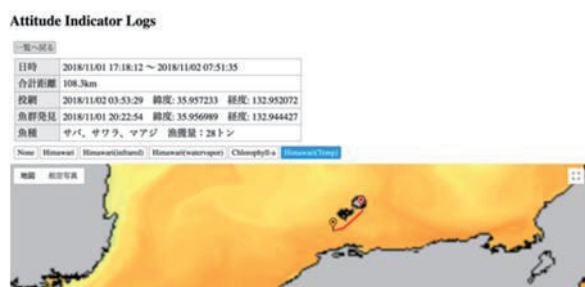 Attitude Indicator Logs
一覧へ戻る
日時 2018/11/01 17:18:12 〜 2018/11/02 07:51:35
合計距離 108.3km
投網 2018/11/02 03:53:29 緯度: 35.957233 経度: 132.952072
魚群発見 2018/11/01 20:22:54 緯度: 35.956989 経度: 132.944427
魚種 サバ、サワラ、マアジ 漁獲量：28トン
None Himawari Himawari(infrared) Himawari(watervapor) Chlorophyll-a Himawari(Temp)
地図 航空写真